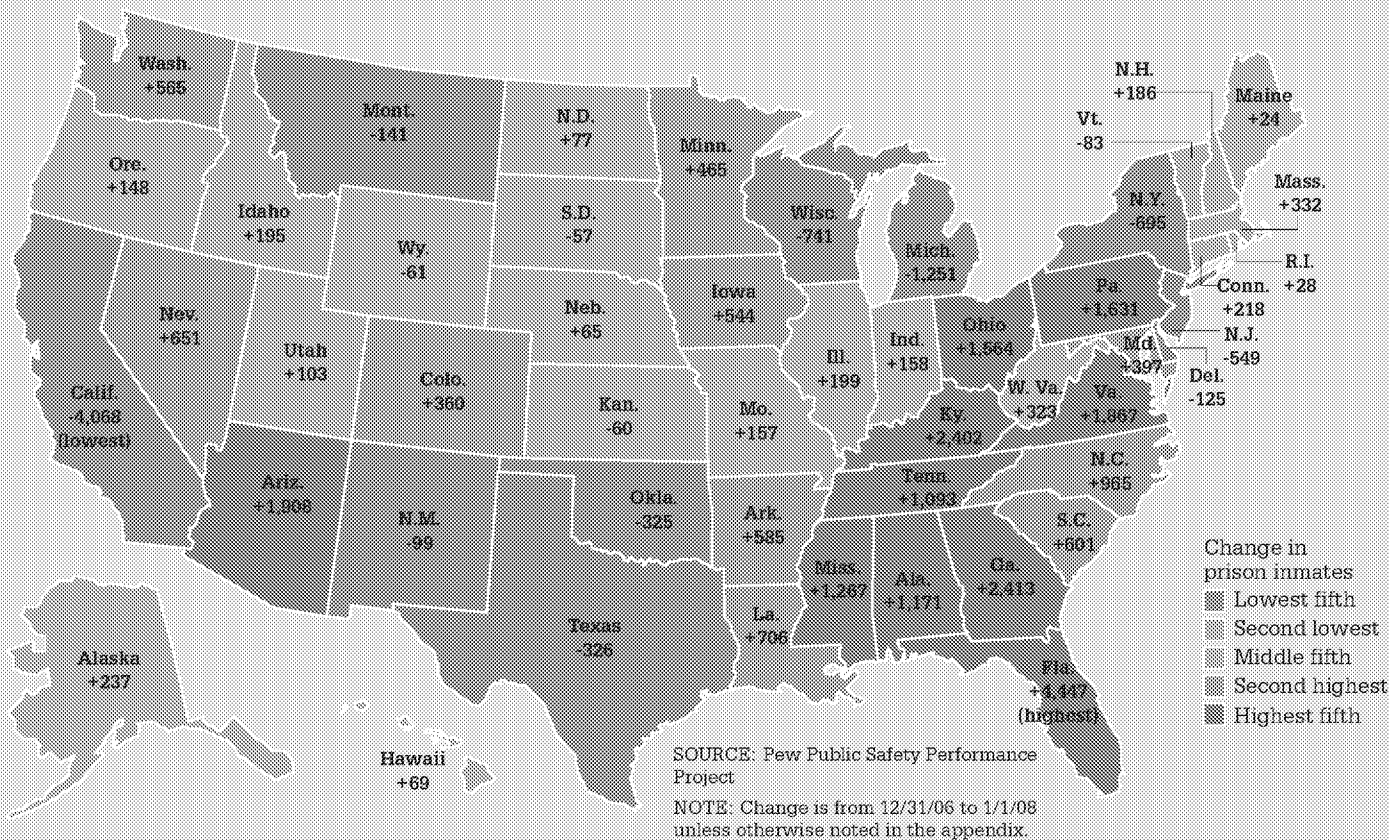 Wash.
+565
Mont.
-141
N.D.
+77
Minn.
+465
N.H.
+186
Maine
+24
Vt.
-83
Ore.
+148
Idaho
+195
Wy.
-61
S.D.
-57
Wisc.
-741
Mich.
-1,251
N.Y.
-695
Mass.
+332
R.I.
+28
Conn.
+218
N.J.
-549
Del.
-125
Nev.
+651
Utah
+103
Colo.
+360
Neb.
+65
Iowa
+544
Ill.
+199
Ind.
+158
Ohio
+1,564
Pa.
+1,631
Md.
+397
W. Va.
+323
Va.
+1,867
Calif.
-4,068
(lowest)
Kan.
-60
Mo.
+157
Ky.
+2,402
Tenn.
+1,093
N.C.
+965
S.C.
+601
Ariz.
+1,908
N.M.
-99
Okla.
-325
Ark.
+585
Miss.
+1,267
Ala.
+1,171
Ga.
+2,413
Texas
-326
La.
+706
Fla.
+4,447
(highest)
Alaska
+237
Hawaii
+69
Change in
prison inmates
Lowest fifth
Second lowest
Middle fifth
Second highest
Highest fifth
SOURCE: Pew Public Safety Performance
Project
NOTE: Change is from 12/31/06 to 1/1/08
unless otherwise noted in the appendix.